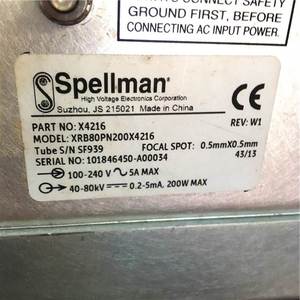 CONNECT SAFETY
GROUND FIRST, BEFORE
CONNECTING AC INPUT POWER.
Spellman®
High Voltage Electronics Corporation
Suzhou, JS 215021 Made in China
PART NO: X4216
REV: W1
MODEL: XRB80PN200X4216
Tube S/N SF939
FOCAL SPOT: 0.5mmX0.5mm
SERIAL NO: 101846450-A00034
43/13
100-240 V ∿ 5A MAX
40-80kV ⎓ 0.2-5mA, 200W MAX